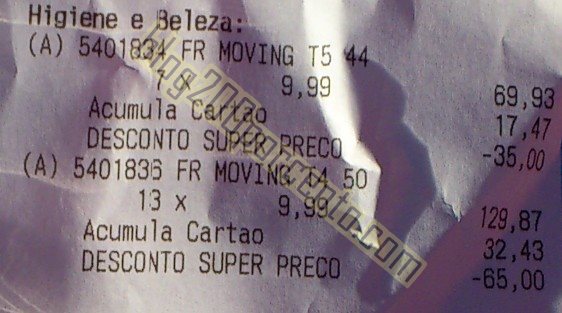 Higiene e Beleza:
(A) 5401834 FR MOVING T5 44
7 x 9,99 69,93
Acumula Cartao 17,47
DESCONTO SUPER PRECO -35,00
(A) 5401836 FR MOVING t4 50
13 x 9,99 129,87
Acumula Cartao 32,43
DESCONTO SUPER PRECO -65,00
blog200porcento.com